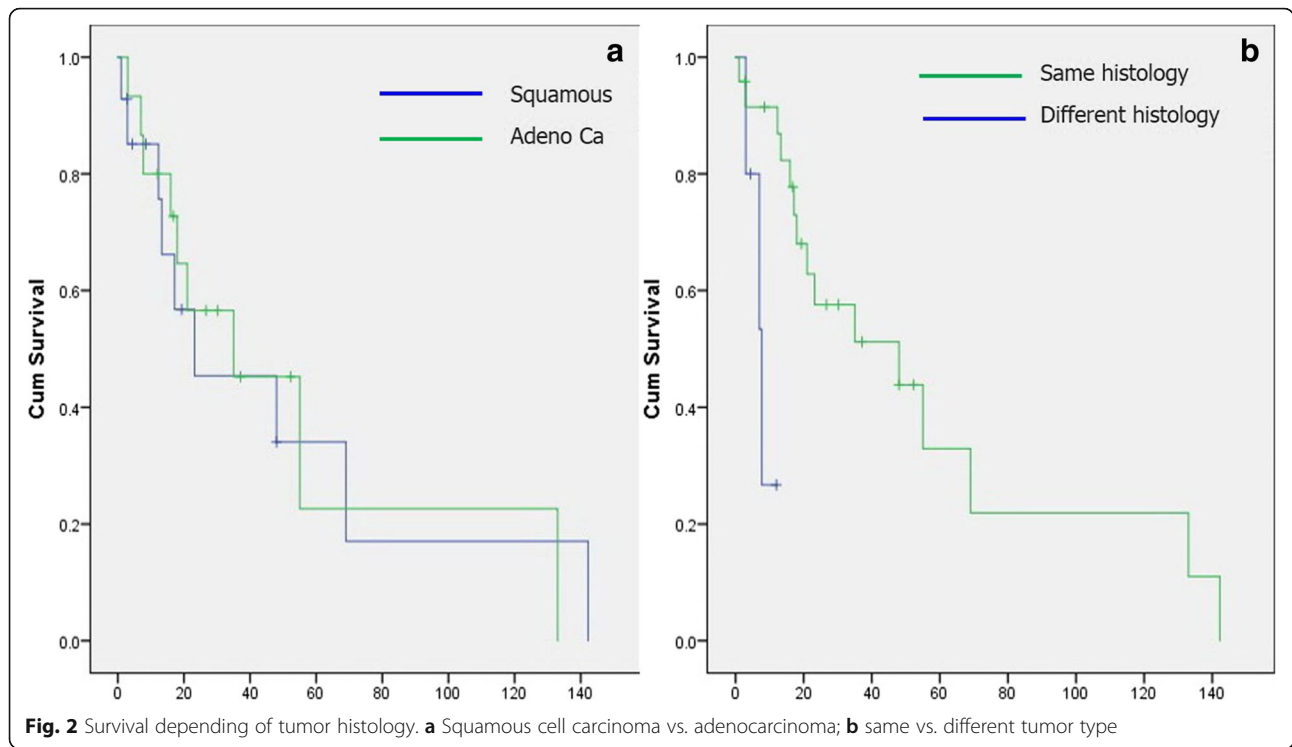 a
Squamous
Adeno Ca
Cum Survival
1.0
0.8
0.6
0.4
0.2
0.0
0 20 40 60 80 100 120 140
b
Same histology
Different histology
Cum Survival
1.0
0.8
0.6
0.4
0.2
0.0
0 20 40 60 80 100 120 140
Fig. 2 Survival depending of tumor histology. a Squamous cell carcinoma vs. adenocarcinoma; b same vs. different tumor type